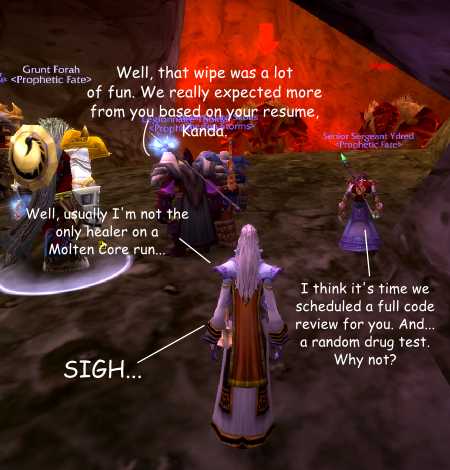 Grunt Forah
<Prophetic Fate>
Well, that wipe was a lot
of fun. We really expected more
from you based on your resume,
Kanda.
Senior Sergeant Ydred
<Prophetic Fate>
Well, usually I'm not the
only healer on a
Molten Core run...
I think it's time we
scheduled a full code
review for you. And...
a random drug test.
Why not?
SIGH...